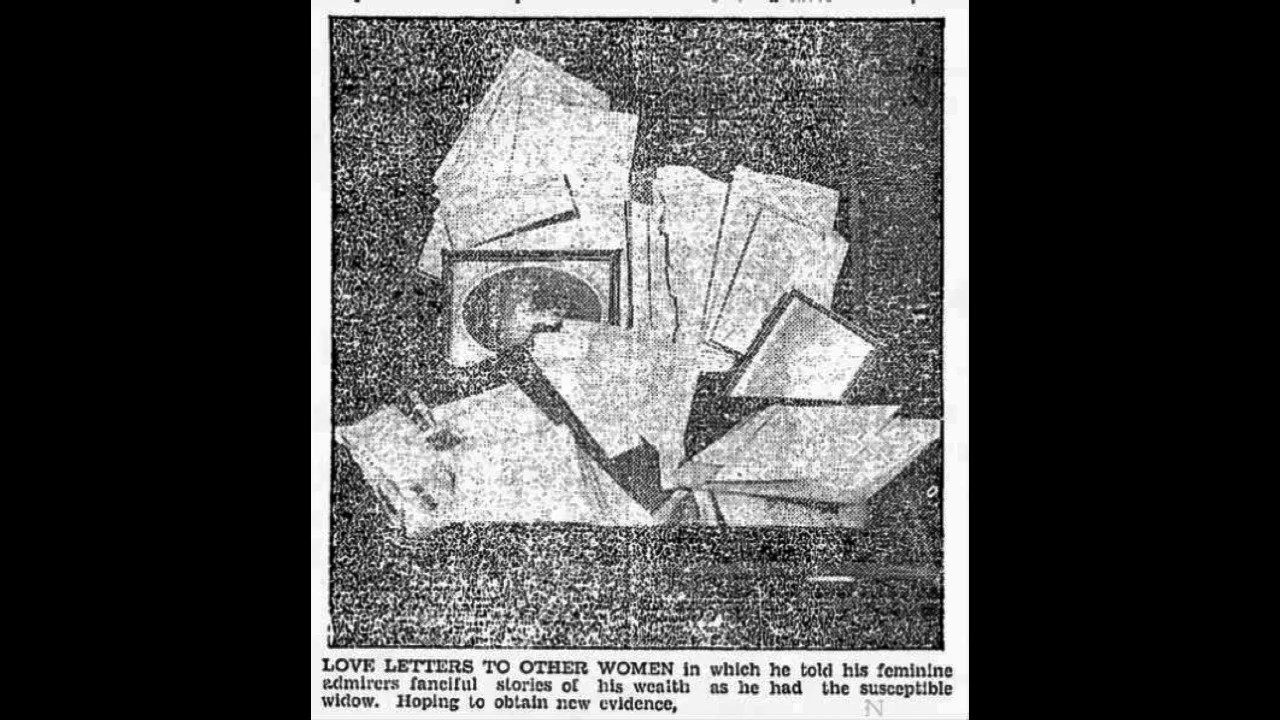 LOVE LETTERS TO OTHER WOMEN in which he told his feminine
admirers fanciful stories of his wealth as he had the susceptible
widow. Hoping to obtain new evidence,
N